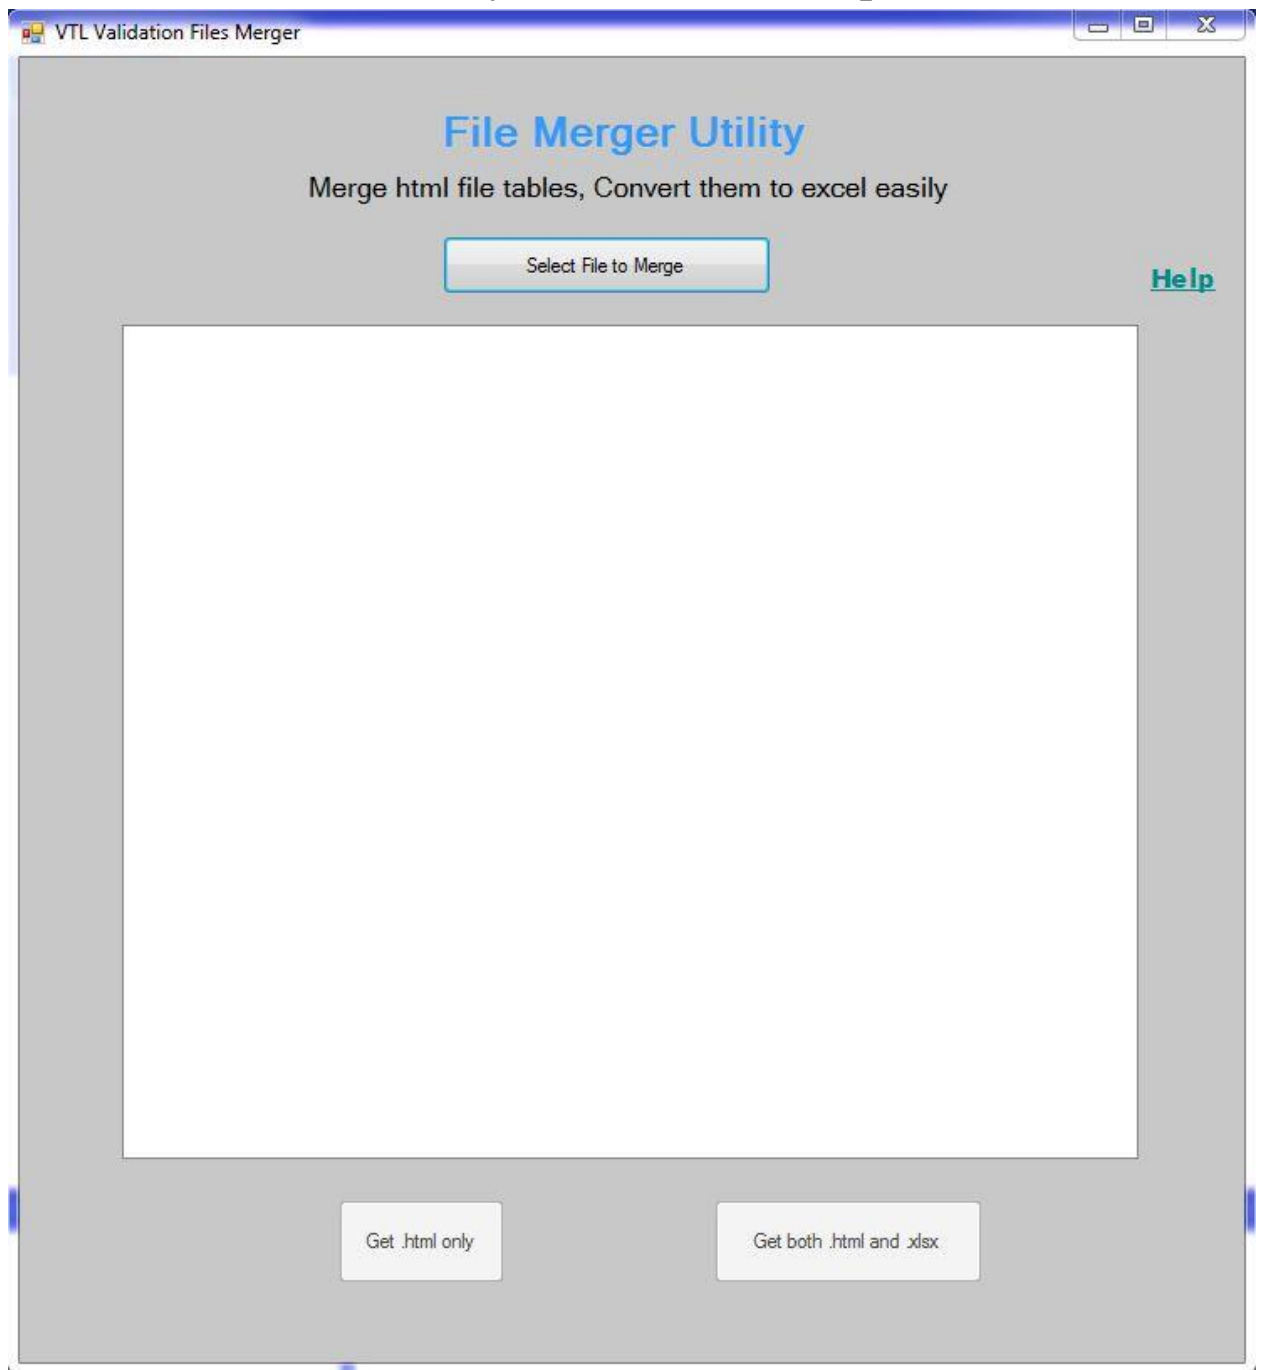 VTL Validation Files Merger
File Merger Utility
Merge html file tables, Convert them to excel easily
Select File to Merge
Help
Get .html only
Get both .html and .xlsx